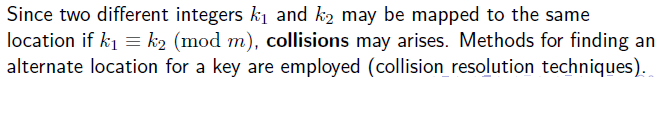 Since two different integers k₁ and k₂ may be mapped to the same
location if k₁ ≡ k₂ (mod m), collisions may arises. Methods for finding an
alternate location for a key are employed (collision resolution techniques).